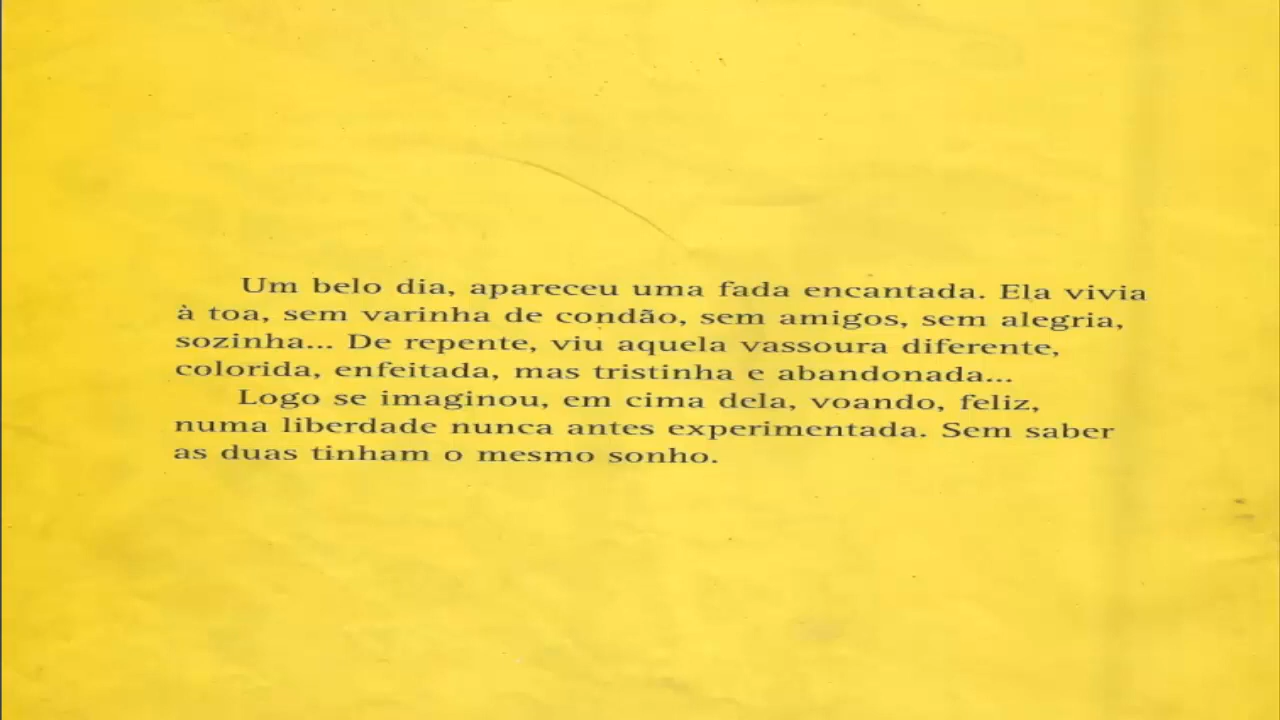 Um belo dia, apareceu uma fada encantada. Ela vivia
à toa, sem varinha de condão, sem amigos, sem alegria,
sozinha... De repente, viu aquela vassoura diferente,
colorida, enfeitada, mas tristinha e abandonada...
Logo se imaginou, em cima dela, voando, feliz,
numa liberdade nunca antes experimentada. Sem saber
as duas tinham o mesmo sonho.